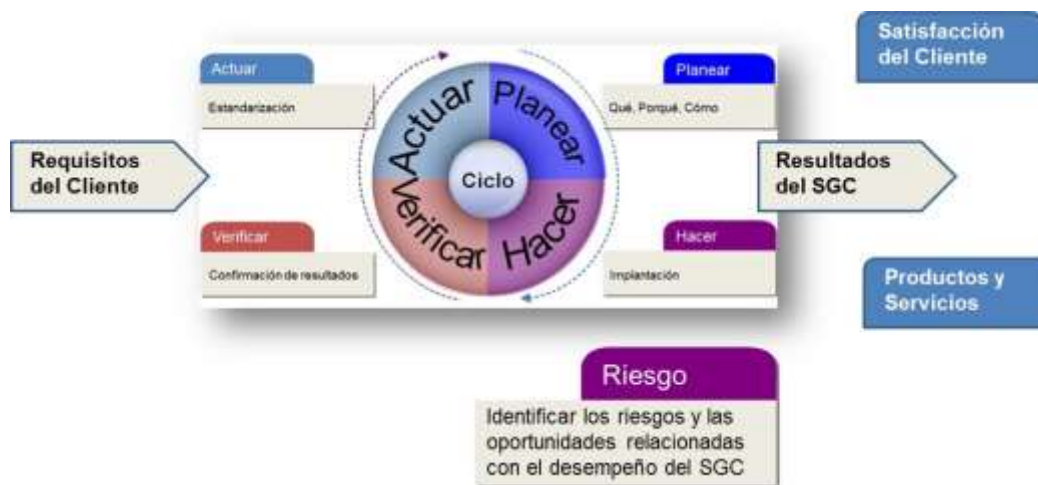 Satisfacción
del Cliente
Actuar
Estandarización
Planear
Qué, Porqué, Cómo
Requisitos
del Cliente
Actuar
Planear
Ciclo
Verificar
Hacer
Resultados
del SGC
Verificar
Confirmación de resultados
Hacer
Implantación
Productos y
Servicios
Riesgo
Identificar los riesgos y las
oportunidades relacionadas
con el desempeño del SGC